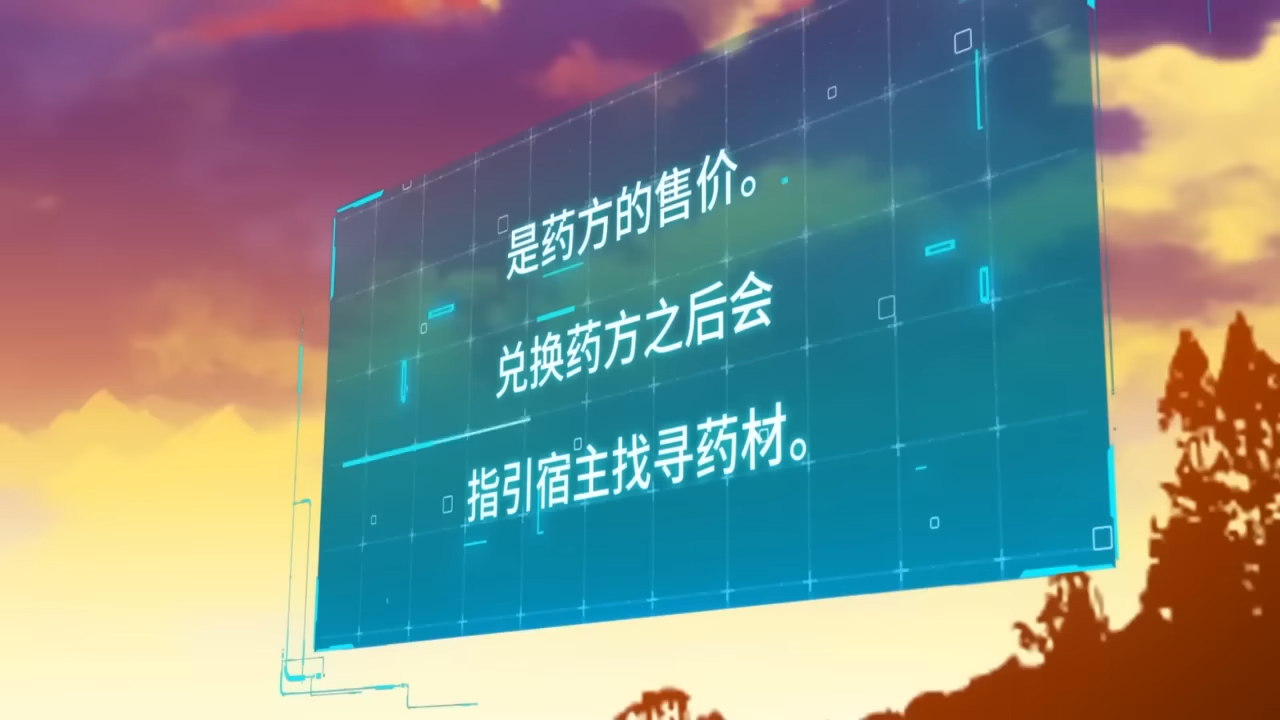 是药方的售价。
兑换药方之后会
指引宿主找寻药材。